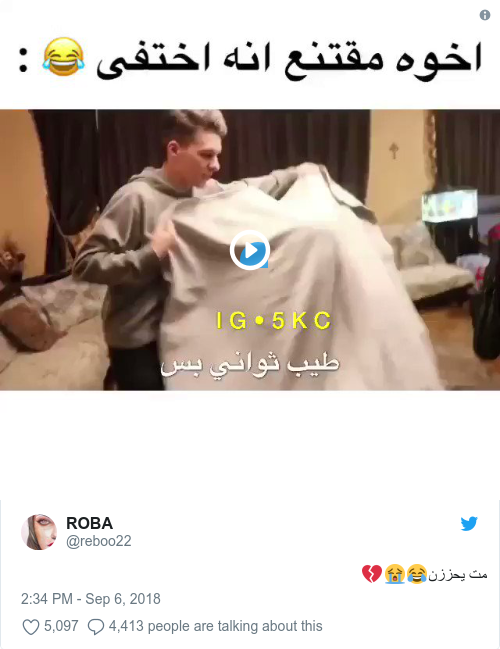 اخوه مقتنع انه اختفى 😂 :
IG•5KC
طيب ثواني بس
ROBA
@reboo22
مت يحززن😂😭💔
2:34 PM - Sep 6, 2018
5,097 4,413 people are talking about this